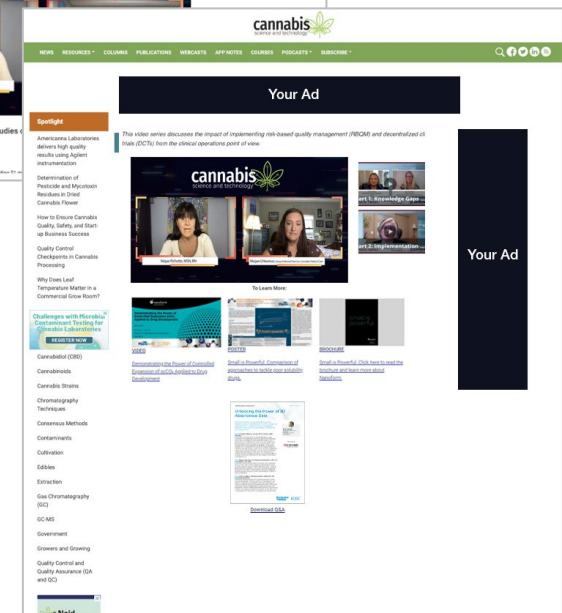 cannabis
science and technology
NEWS RESOURCES COLUMNS PUBLICATIONS WEBCASTS APP NOTES COURSES PODCASTS SUBSCRIBE
Your Ad
Spotlight
Americanna Laboratories
delivers high quality
results using Agilent
instrumentation
Determination of
Pesticide and Mycotoxin
Residues in Dried
Cannabis Flower
How to Ensure Cannabis
Quality, Safety, and Start-
up Business Success
Quality Control
Checkpoints in Cannabis
Processing
Why Does Leaf
Temperature Matter in a
Commercial Grow Room?
Challenges with Microbial
Contaminant Testing for
Cannabis Laboratories
REGISTER NOW
Cannabidiol (CBD)
Cannabinoids
Cannabis Strains
Chromatography
Techniques
Consensus Methods
Contaminants
Cultivation
Edibles
Extraction
Gas Chromatography
(GC)
GC-MS
Government
Growers and Growing
Quality Control and
Quality Assurance (QA
and QC)
This video series discusses the impact of implementing risk-based quality management (RBQM) and decentralized cli
trials (DCTs) from the clinical operations point of view.
cannabis
science and technology
art 1: Knowledge Gaps
art 2: Implementation
To Learn More:
VIDEO
Demonstrating the Power of Controlled
Expansion of scCO₂ Applied to Drug
Development
POSTER
Small is Powerful: Comparison of
approaches to tackle poor solubility
drugs.
BROCHURE
Small is Powerful. Click here to read the
brochure and learn more about
Nanoform.
Unlocking the Power of
Download Q&A
Your Ad
udies